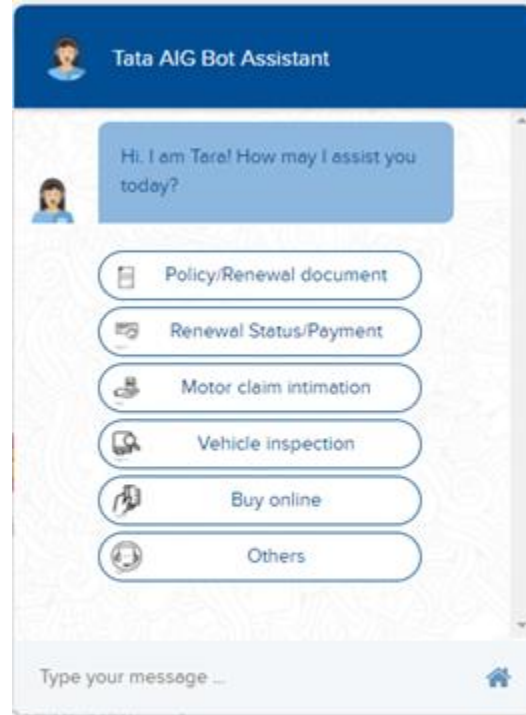 Tata AIG Bot Assistant
Hi. I am Tara! How may I assist you
today?
Policy/Renewal document
Renewal Status/Payment
Motor claim intimation
Vehicle inspection
Buy online
Others
Type your message ...